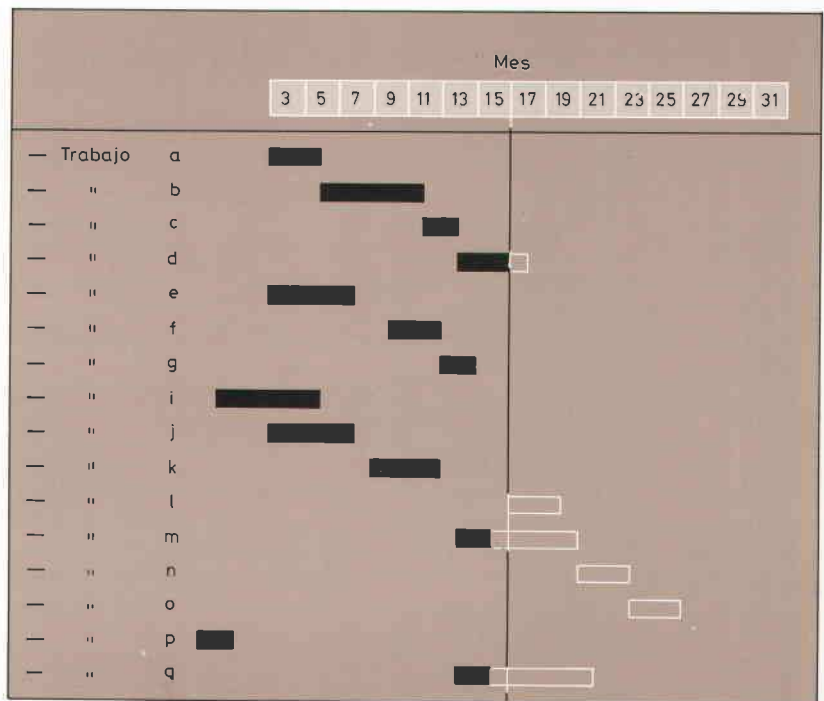 Mes
3 5 7 9 11 13 15 17 19 21 23 25 27 29 31
— Trabajo a
— " b
— " c
— " d
— " e
— " f
— " g
— " i
— " j
— " k
— " l
— " m
— " n
— " o
— " p
— " q